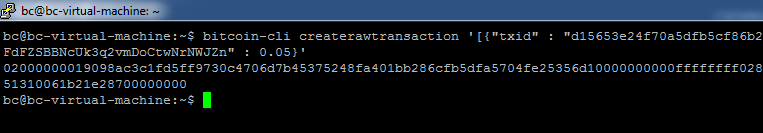 bc@bc-virtual-machine: ~
bc@bc-virtual-machine:~$ bitcoin-cli createrawtransaction '[{"txid" : "d15653e24f70a5dfb5cf86b2
FdFZSBBNcUk3q2vmDoCtwNrNWJZn" : 0.05}'
02000000019098ac3c1fd5ff9730c4706d7b45375248fa401bb286cfb5dfa5704fe25356d10000000000ffffffff028
51310061b21e28700000000
bc@bc-virtual-machine:~$